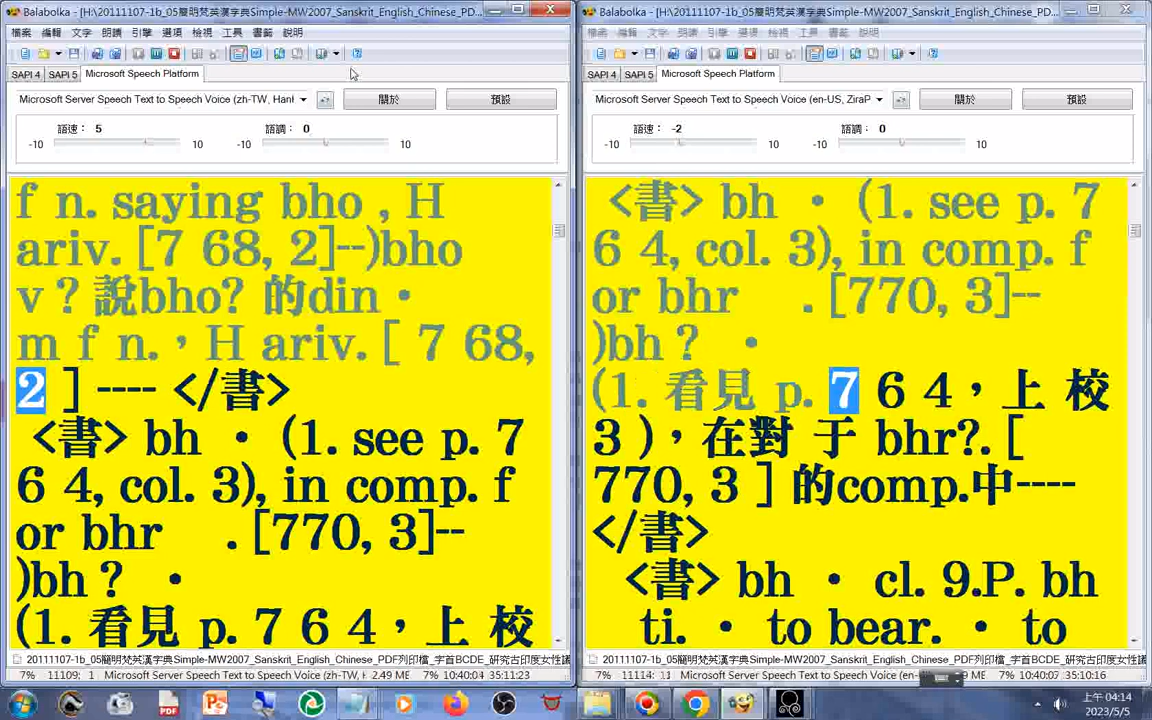 Balabolka - [H:\20111107-1b_05簡明梵英漢字典Simple-MW2007_Sanskrit_English_Chinese_PD...
檔案 編輯 文字 朗讀 引擎 選項 檢視 工具 書籤 說明
SAPI 4 SAPI 5 Microsoft Speech Platform
Microsoft Server Speech Text to Speech Voice (zh-TW, HanH 關於 預設
語速： 5 語調： 0
-10 10 -10 10
f n. saying bho , H
ariv. [7 68, 2]--)bho
v ? 說bho? 的din •
m f n.，H ariv. [ 7 68,
2 ] ---- </書>
<書> bh • (1. see p. 7
6 4, col. 3), in comp. f
or bhr . [770, 3]--
)bh ? •
(1. 看見 p. 7 6 4，上 校
20111107-1b_05簡明梵英漢字典Simple-MW2007_Sanskrit_English_Chinese_PDF列印檔_字首BCDE_研究古印度女性議
7% 11109: 1 Microsoft Server Speech Text to Speech Voice (zh-TW, H 2.49 ME 7% 10:40:04 35:11:23
Balabolka - [H:\20111107-1b_05簡明梵英漢字典Simple-MW2007_Sanskrit_English_Chinese_PD...
檔案 編輯 文字 朗讀 引擎 選項 檢視 工具 書籤 說明
SAPI 4 SAPI 5 Microsoft Speech Platform
Microsoft Server Speech Text to Speech Voice (en-US, ZiraP 關於 預設
語速： -2 語調： 0
-10 10 -10 10
<書> bh • (1. see p. 7
6 4, col. 3), in comp. f
or bhr . [770, 3]--
)bh ? •
(1. 看見 p. 7 6 4，上 校
3 )，在對 于 bhr?. [
770, 3 ] 的comp.中----
</書>
<書> bh • cl. 9.P. bh
ti. • to bear. • to
20111107-1b_05簡明梵英漢字典Simple-MW2007_Sanskrit_English_Chinese_PDF列印檔_字首BCDE_研究古印度女性議
7% 11114: 1 Microsoft Server Speech Text to Speech Voice (en-U 7% 10:40:07 35:10:16
上午 04:14
2023/5/5